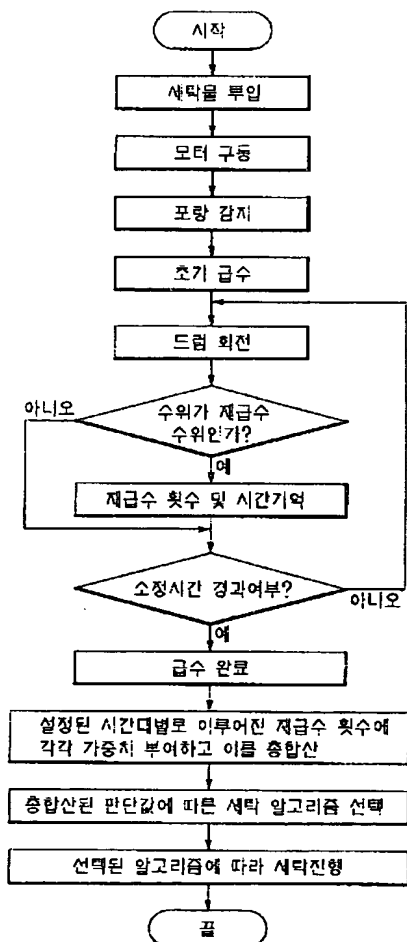 시작
세탁물 투입
모터 구동
포량 감지
초기 급수
드럼 회전
수위가 재급수
수위인가?
아니오
예
재급수 횟수 및 시간기억
소정시간 경과여부?
아니오
예
급수 완료
설정된 시간대별로 이루어진 재급수 횟수에
각각 가중치 부여하고 이를 총합산
총합산된 판단값에 따른 세탁 알고리즘 선택
선택된 알고리즘에 따라 세탁진행
끝